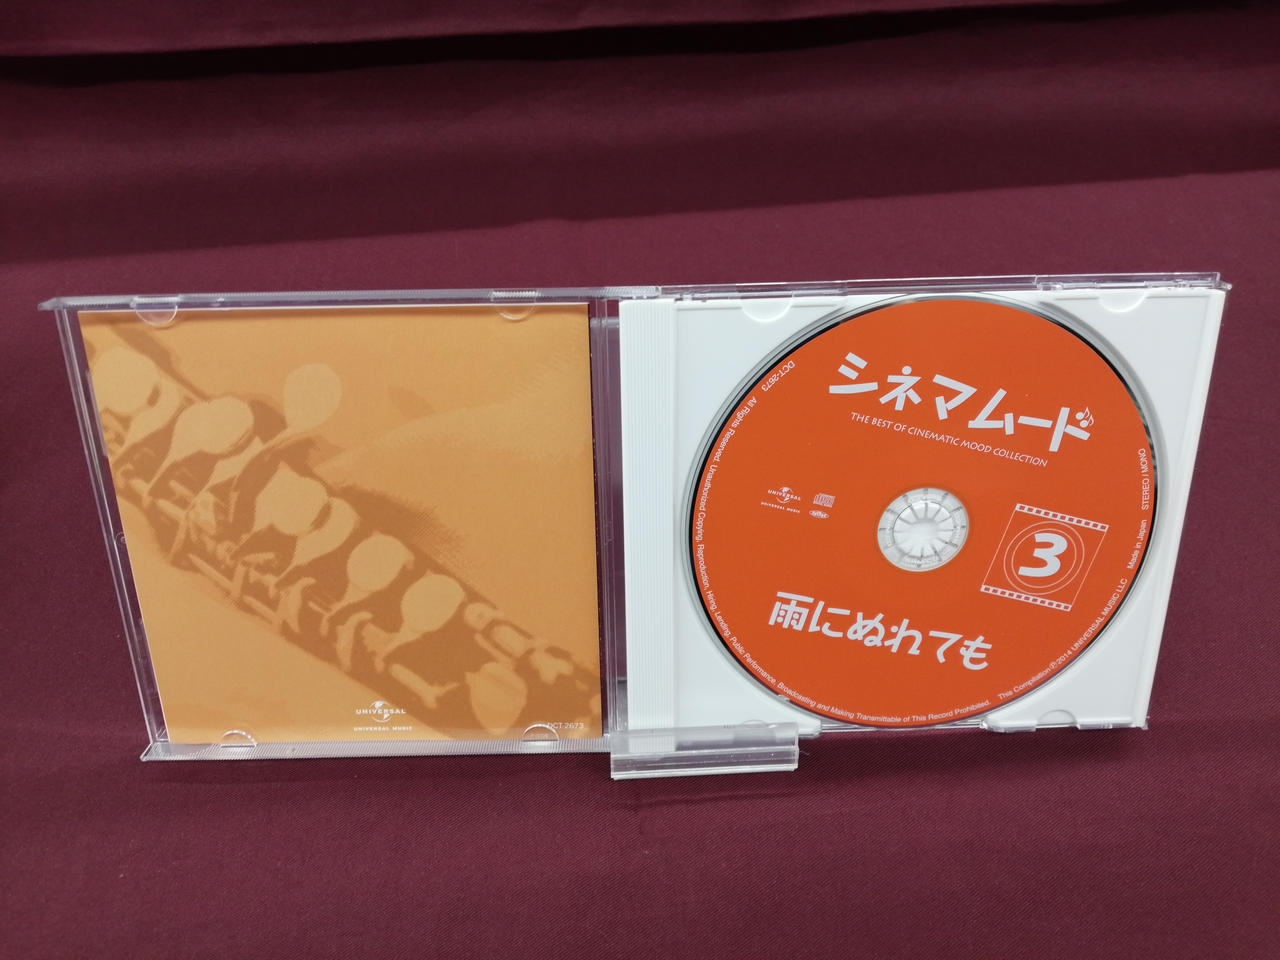 UNIVERSAL
UNIVERSAL MUSIC
DCT-2673
シネマムード
THE BEST OF CINEMATIC MOOD COLLECTION
UNIVERSAL
UNIVERSAL MUSIC
3
雨にぬれても
DCT-2673 All Rights Reserved. Unauthorized Copying, Reproduction, Hiring, Lending, Public Performance, Broadcasting and Making Transmittable of This Record Prohibited. This Compilation ℗2014 UNIVERSAL MUSIC LLC Made in Japan STEREO / MONO